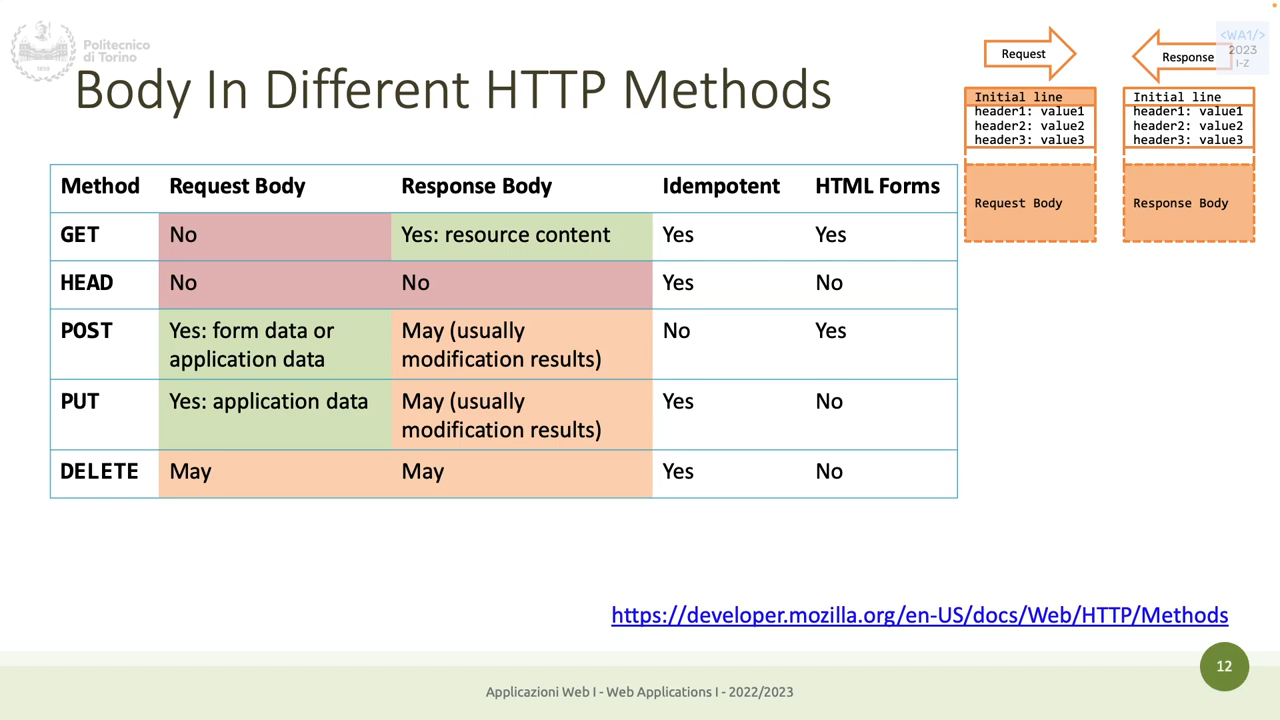 Politecnico
di Torino
1859
Body In Different HTTP Methods
Request
Response
<WA1/>
2023
I-Z
Initial line
header1: value1
header2: value2
header3: value3
Request Body
Initial line
header1: value1
header2: value2
header3: value3
Response Body
Method Request Body Response Body Idempotent HTML Forms
GET No Yes: resource content Yes Yes
HEAD No No Yes No
POST Yes: form data or May (usually No Yes
application data modification results)
PUT Yes: application data May (usually Yes No
modification results)
DELETE May May Yes No
https://developer.mozilla.org/en-US/docs/Web/HTTP/Methods
12
Applicazioni Web I - Web Applications I - 2022/2023